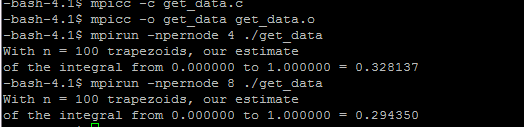 -bash-4.1$ mpicc -c get_data.c
-bash-4.1$ mpicc -o get_data get_data.o
-bash-4.1$ mpirun -npernode 4 ./get_data
With n = 100 trapezoids, our estimate
of the integral from 0.000000 to 1.000000 = 0.328137
-bash-4.1$ mpirun -npernode 8 ./get_data
With n = 100 trapezoids, our estimate
of the integral from 0.000000 to 1.000000 = 0.294350
-bash-4.1$